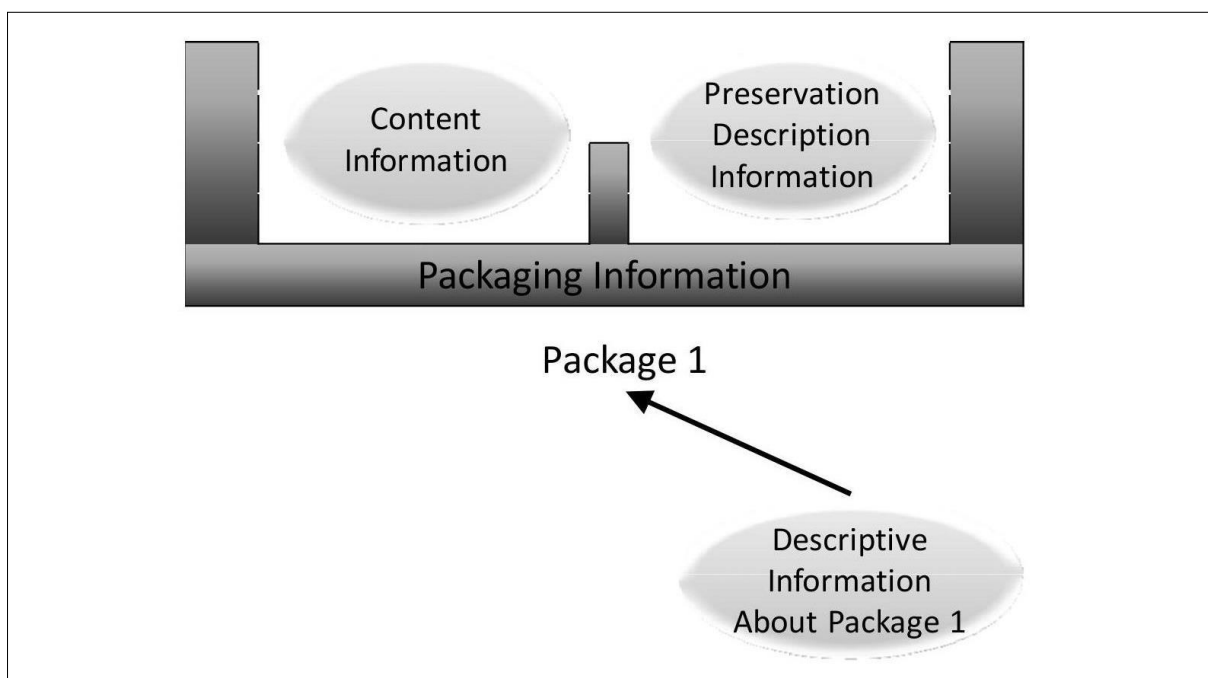 Content
Information
Preservation
Description
Information
Packaging Information
Package 1
Descriptive
Information
About Package 1